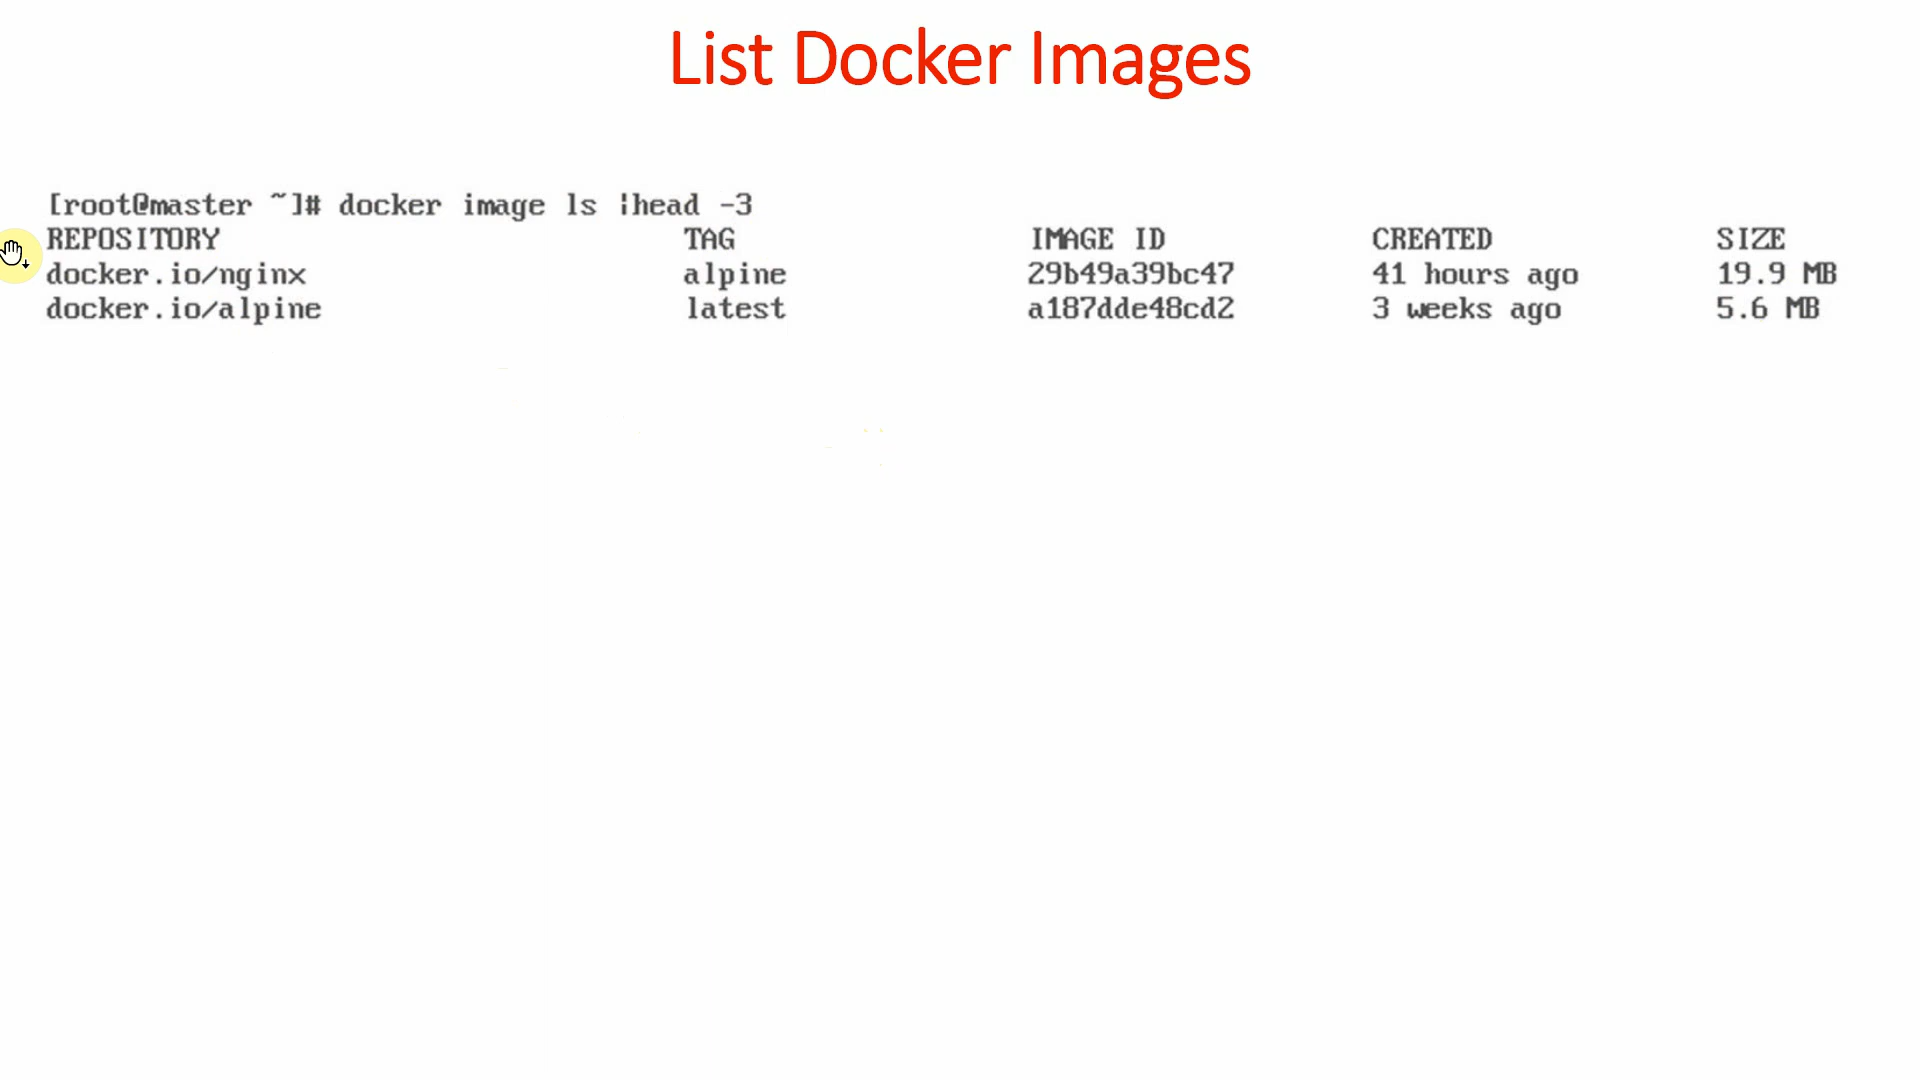 List Docker Images
[root@master ~]# docker image ls |head -3
REPOSITORY TAG IMAGE ID CREATED SIZE
docker.io/nginx alpine 29b49a39bc47 41 hours ago 19.9 MB
docker.io/alpine latest a187dde48cd2 3 weeks ago 5.6 MB